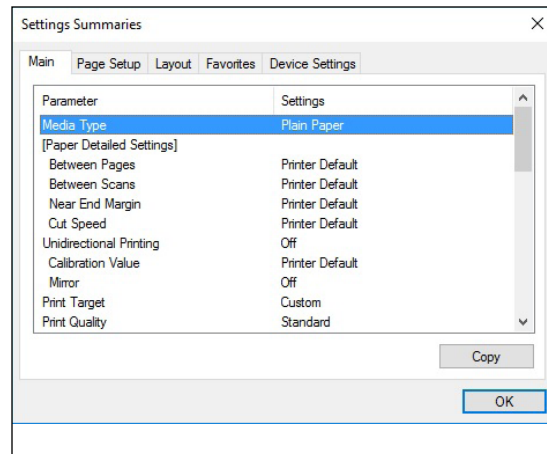 Settings Summaries
Main Page Setup Layout Favorites Device Settings
Parameter Settings
Media Type Plain Paper
[Paper Detailed Settings]
Between Pages Printer Default
Between Scans Printer Default
Near End Margin Printer Default
Cut Speed Printer Default
Unidirectional Printing Off
Calibration Value Printer Default
Mirror Off
Print Target Custom
Print Quality Standard
Copy
OK